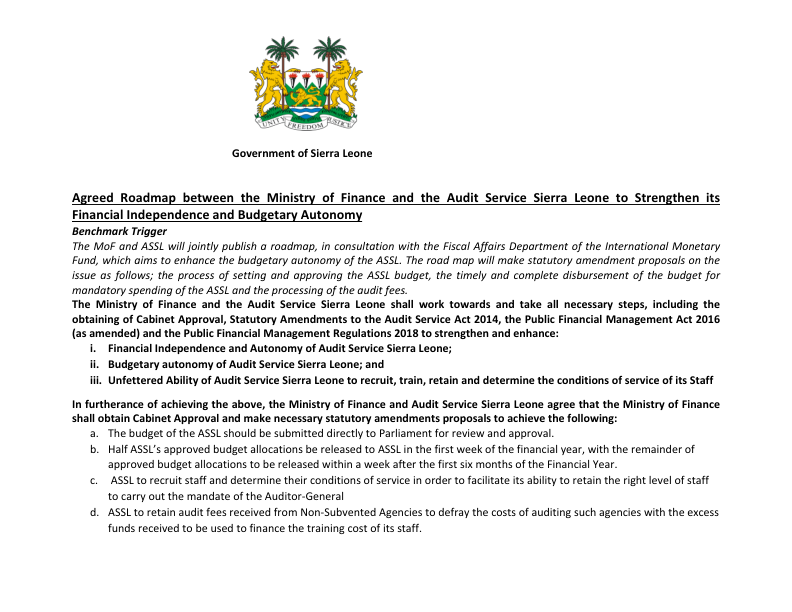 UNITY FREEDOM JUSTICE
Government of Sierra Leone
Agreed Roadmap between the Ministry of Finance and the Audit Service Sierra Leone to Strengthen its
Financial Independence and Budgetary Autonomy
Benchmark Trigger
The MoF and ASSL will jointly publish a roadmap, in consultation with the Fiscal Affairs Department of the International Monetary
Fund, which aims to enhance the budgetary autonomy of the ASSL. The road map will make statutory amendment proposals on the
issue as follows; the process of setting and approving the ASSL budget, the timely and complete disbursement of the budget for
mandatory spending of the ASSL and the processing of the audit fees.
The Ministry of Finance and the Audit Service Sierra Leone shall work towards and take all necessary steps, including the
obtaining of Cabinet Approval, Statutory Amendments to the Audit Service Act 2014, the Public Financial Management Act 2016
(as amended) and the Public Financial Management Regulations 2018 to strengthen and enhance:
i. Financial Independence and Autonomy of Audit Service Sierra Leone;
ii. Budgetary autonomy of Audit Service Sierra Leone; and
iii. Unfettered Ability of Audit Service Sierra Leone to recruit, train, retain and determine the conditions of service of its Staff
In furtherance of achieving the above, the Ministry of Finance and Audit Service Sierra Leone agree that the Ministry of Finance
shall obtain Cabinet Approval and make necessary statutory amendments proposals to achieve the following:
a. The budget of the ASSL should be submitted directly to Parliament for review and approval.
b. Half ASSL's approved budget allocations be released to ASSL in the first week of the financial year, with the remainder of
approved budget allocations to be released within a week after the first six months of the Financial Year.
c. ASSL to recruit staff and determine their conditions of service in order to facilitate its ability to retain the right level of staff
to carry out the mandate of the Auditor-General
d. ASSL to retain audit fees received from Non-Subvented Agencies to defray the costs of auditing such agencies with the excess
funds received to be used to finance the training cost of its staff.